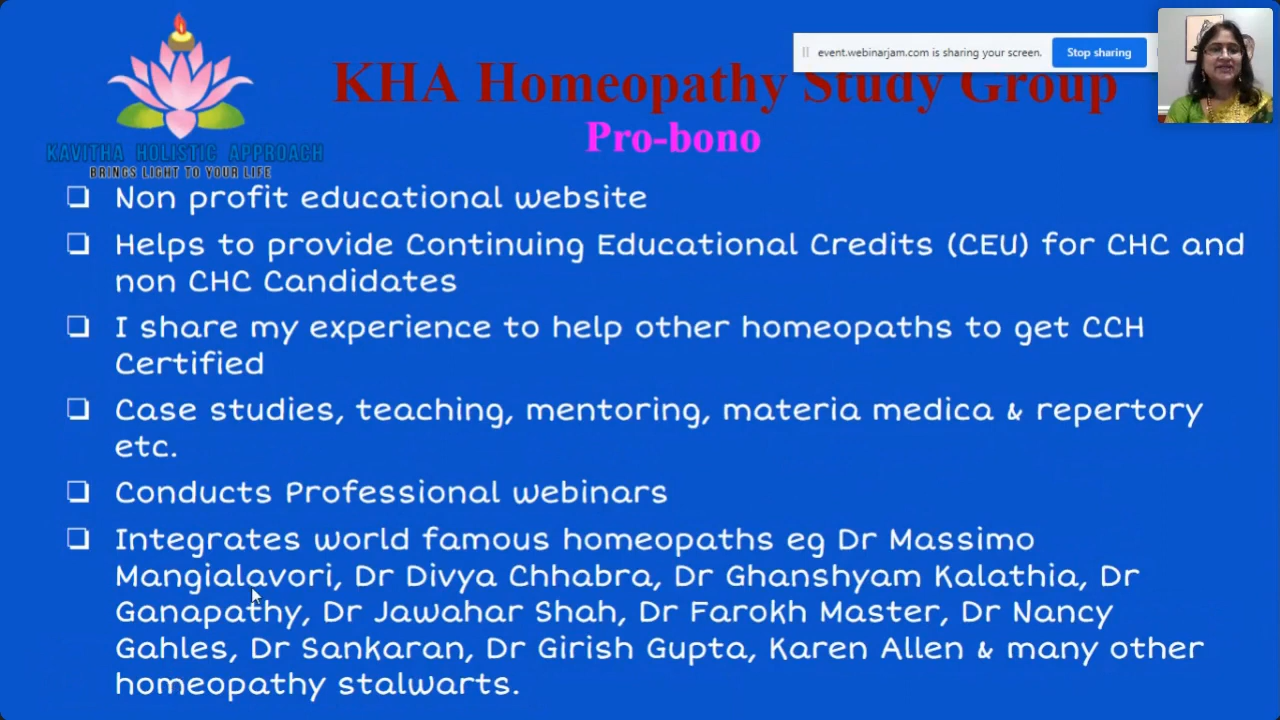 event.webinarjam.com is sharing your screen. Stop sharing
KHA Homeopathy Study Group
Pro-bono
KAVITHA HOLISTIC APPROACH
BRINGS LIGHT TO YOUR LIFE
❑ Non profit educational website
❑ Helps to provide Continuing Educational Credits (CEU) for CHC and
non CHC Candidates
❑ I share my experience to help other homeopaths to get CCH
Certified
❑ Case studies, teaching, mentoring, materia medica & repertory
etc.
❑ Conducts Professional webinars
❑ Integrates world famous homeopaths eg Dr Massimo
Mangialavori, Dr Divya Chhabra, Dr Ghanshyam Kalathia, Dr
Ganapathy, Dr Jawahar Shah, Dr Farokh Master, Dr Nancy
Gahles, Dr Sankaran, Dr Girish Gupta, Karen Allen & many other
homeopathy stalwarts.